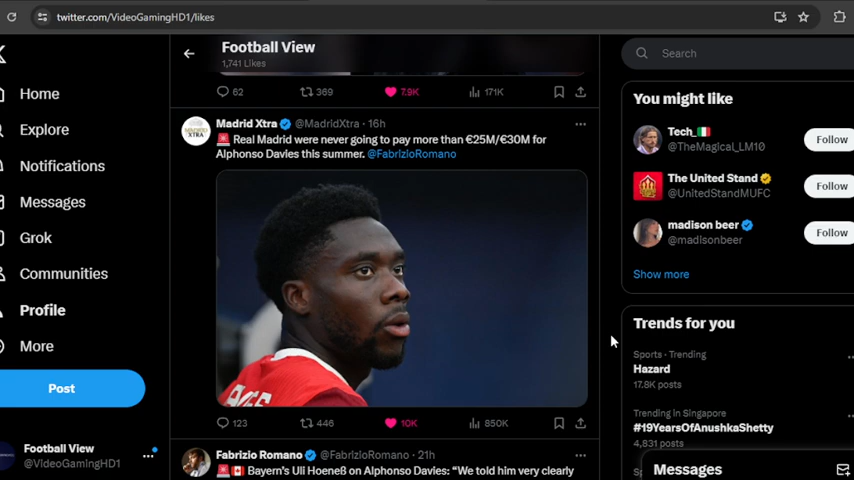 twitter.com/VideoGamingHD1/likes
Football View
1,741 Likes
Search
62
369
7.9K
171K
Home
Explore
Notifications
Messages
Grok
Communities
Profile
More
Post
Football View
@VideoGamingHD1
MADRID
XTRA
Madrid Xtra @MadridXtra · 16h
Real Madrid were never going to pay more than €25M/€30M for
Alphonso Davies this summer. @FabrizioRomano
123
446
10K
850K
Fabrizio Romano @FabrizioRomano · 21h
Bayern's Uli Hoeneß on Alphonso Davies: “We told him very clearly
You might like
Tech_
@TheMagical_LM10
Follow
The United Stand
@UnitedStandMUFC
Follow
madison beer
@madisonbeer
Follow
Show more
Trends for you
Sports · Trending
Hazard
17.8K posts
Trending in Singapore
#19YearsOfAnushkaShetty
4,831 posts
Messages